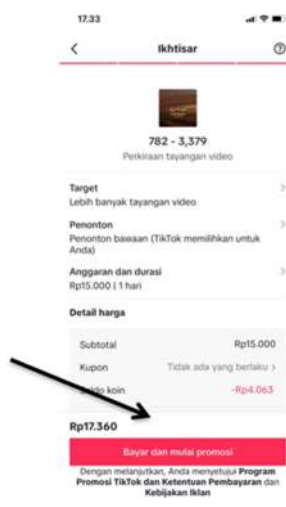 17.33
Ikhtisar
782 - 3,379
Perkiraan tayangan video
Target
Lebih banyak tayangan video
Penonton
Penonton bawaan (TikTok memilihkan untuk
Anda)
Anggaran dan durasi
Rp15.000 | 1 hari
Detail harga
Subtotal Rp15.000
Kupon Tidak ada yang berlaku
Saldo koin -Rp4.063
Rp17.360
Bayar dan mulai promosi
Dengan melanjutkan, Anda menyetujui Program
Promosi TikTok dan Ketentuan Pembayaran dan
Kebijakan Iklan